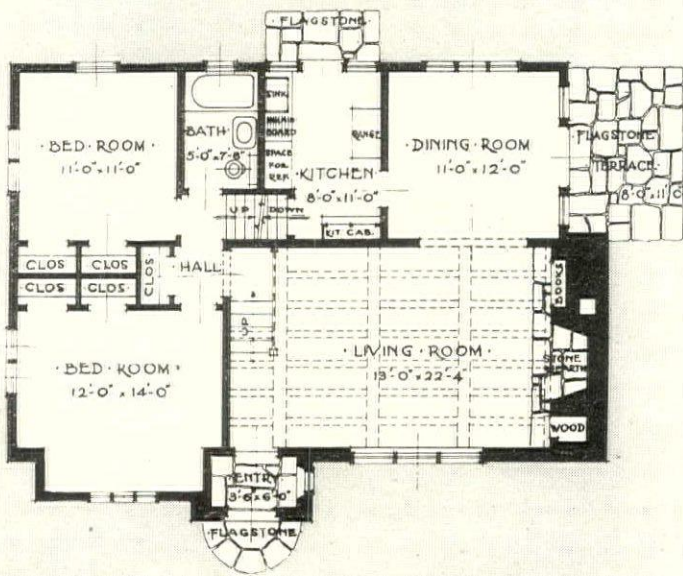 FLAGSTONE
SINK
BOARD
SPACE
FOR
REF.
RANGE
BATH
5'-0"x7'-8"
BED·ROOM
11'-0"x11'-0"
KITCHEN
8'-0"x11'-0"
KIT CAB.
DINING·ROOM
11'-0"x12'-0"
FLAGSTONE
TERRACE
8'-0"x11'-0"
UP
DOWN
CLOS
CLOS
CLOS
CLOS
CLOS
HALL
UP
BOOKS
·LIVING·ROOM·
13'-0"x22'-4"
STONE
HEARTH
WOOD
·BED·ROOM·
12'-0" x 14'-0"
ENTRY
3'-6"x6'-0"
FLAGSTONE